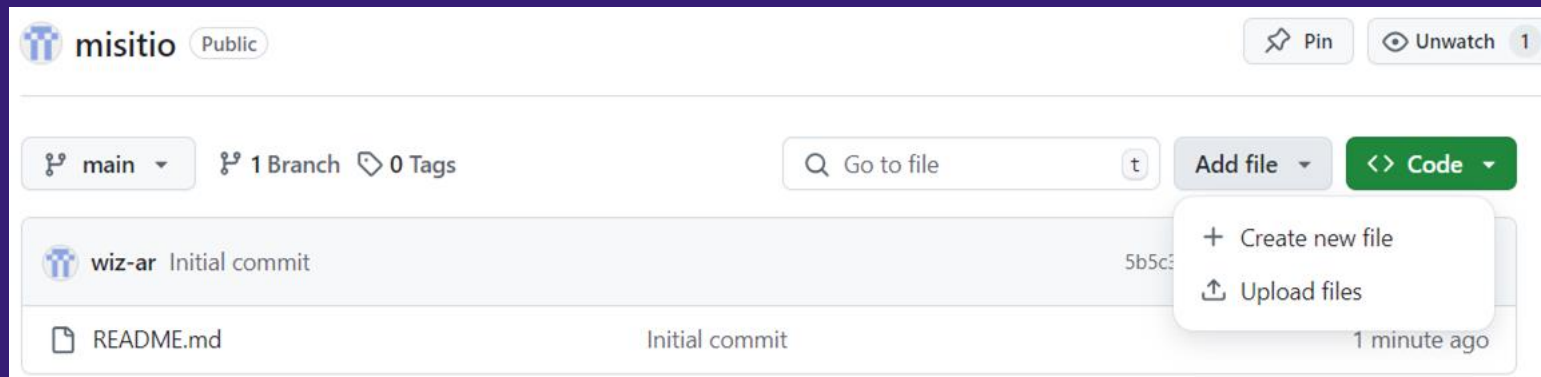 misitio Public Pin Unwatch 1
main 1 Branch 0 Tags Go to file t Add file <> Code
Create new file
wiz-ar Initial commit 5b5c3
Upload files
README.md Initial commit 1 minute ago